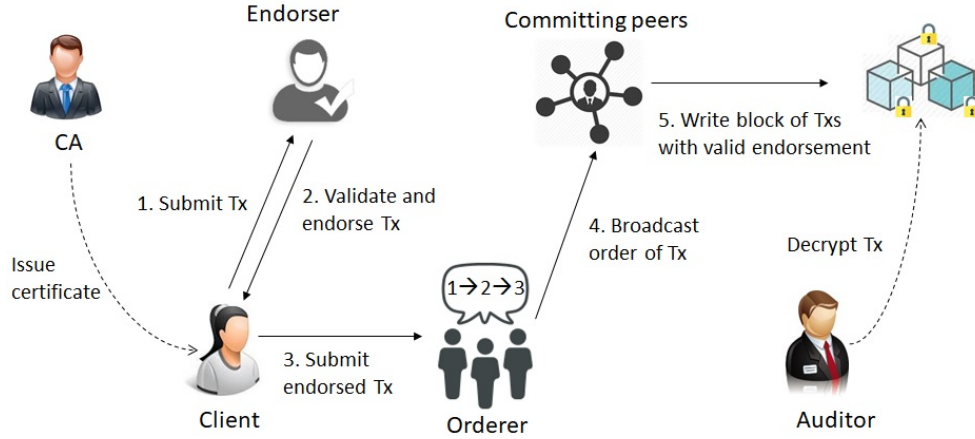 Endorser
Committing peers
CA
1. Submit Tx
2. Validate and
endorse Tx
5. Write block of Txs
with valid endorsement
4. Broadcast
order of Tx
Decrypt Tx
Issue
certificate
1→2→3
3. Submit
endorsed Tx
Client
Orderer
Auditor